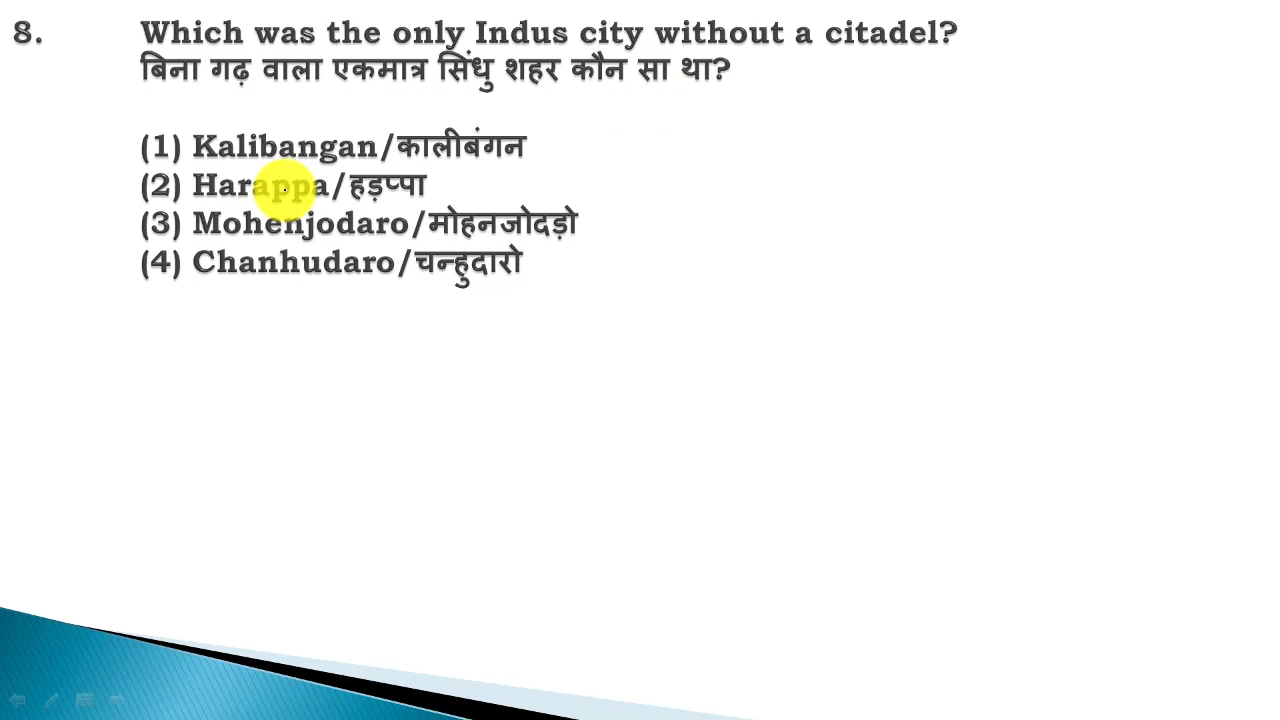 8. Which was the only Indus city without a citadel?
बिना गढ़ वाला एकमात्र सिंधु शहर कौन सा था?
(1) Kalibangan/कालीबंगन
(2) Harappa/हड़प्पा
(3) Mohenjodaro/मोहनजोदड़ो
(4) Chanhudaro/चन्हुदारो